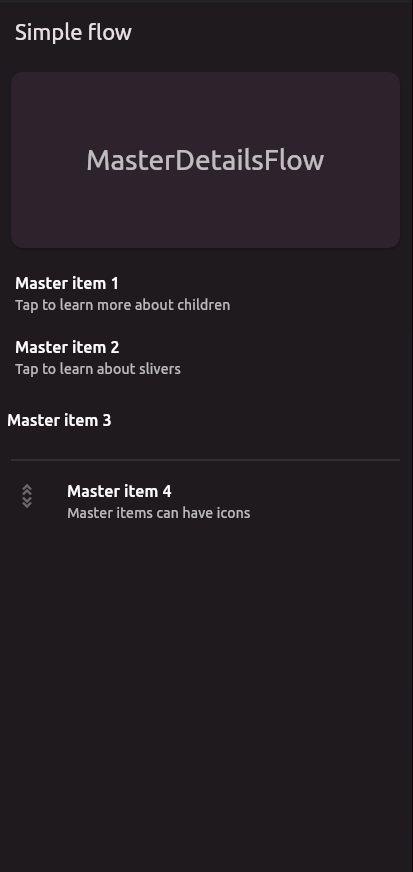 Simple flow
MasterDetailsFlow
Master item 1
Tap to learn more about children
Master item 2
Tap to learn about slivers
Master item 3
Master item 4
Master items can have icons